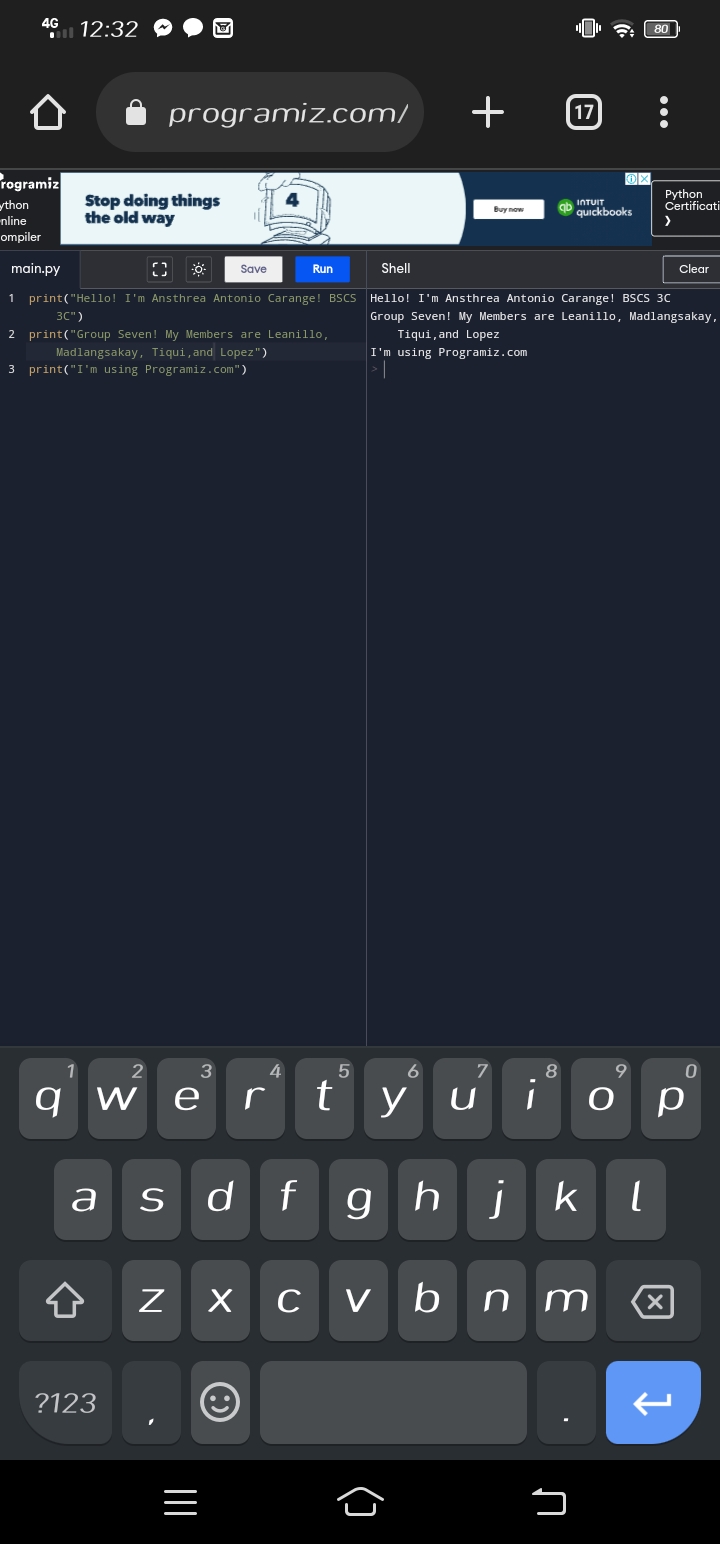 4G 12:32 80
programiz.com/ 17
rogramiz
ython
nline
ompiler
Stop doing things
the old way
4
Buy now
qb INTUIT
quickbooks
Python
Certificati
❯
main.py Save Run Shell Clear
1 print("Hello! I'm Ansthrea Antonio Carange! BSCS
3C")
2 print("Group Seven! My Members are Leanillo,
Madlangsakay, Tiqui,and Lopez")
3 print("I'm using Programiz.com")
Hello! I'm Ansthrea Antonio Carange! BSCS 3C
Group Seven! My Members are Leanillo, Madlangsakay,
Tiqui,and Lopez
I'm using Programiz.com
>
1 2 3 4 5 6 7 8 9 0
q w e r t y u i o p
a s d f g h j k l
z x c v b n m
?123 , .